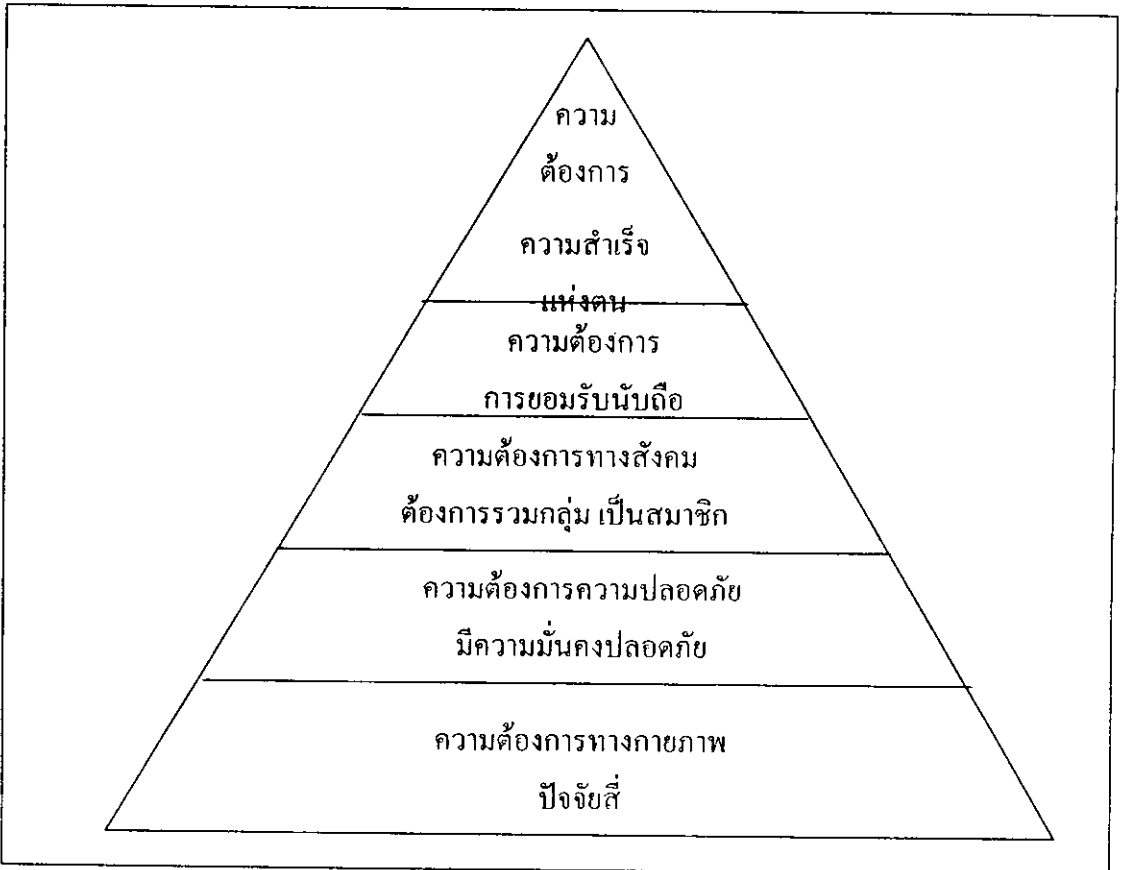 ความ
ต้องการ
ความสำเร็จ
แห่งตน
ความต้องการ
การยอมรับนับถือ
ความต้องการทางสังคม
ต้องการรวมกลุ่ม เป็นสมาชิก
ความต้องการความปลอดภัย
มีความมั่นคงปลอดภัย
ความต้องการทางกายภาพ
ปัจจัยสี่